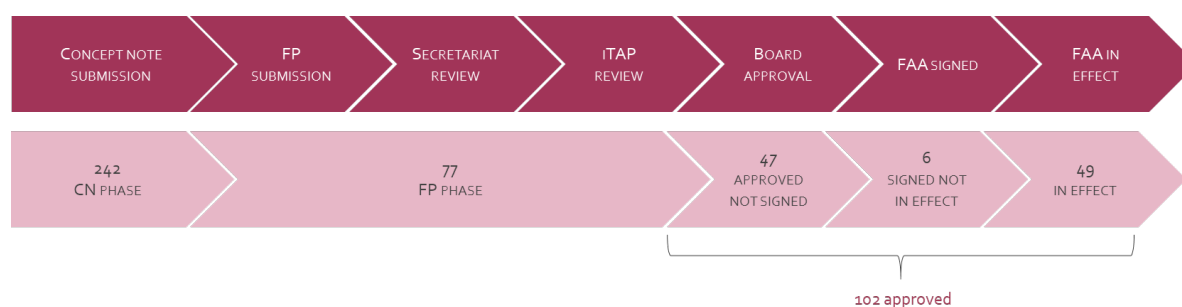 CONCEPT NOTE
SUBMISSION
FP
SUBMISSION
SECRETARIAT
REVIEW
ITAP
REVIEW
BOARD
APPROVAL
FAA SIGNED
FAA IN
EFFECT
242
CN PHASE
77
FP PHASE
47
APPROVED
NOT SIGNED
6
SIGNED NOT
IN EFFECT
49
IN EFFECT
102 approved